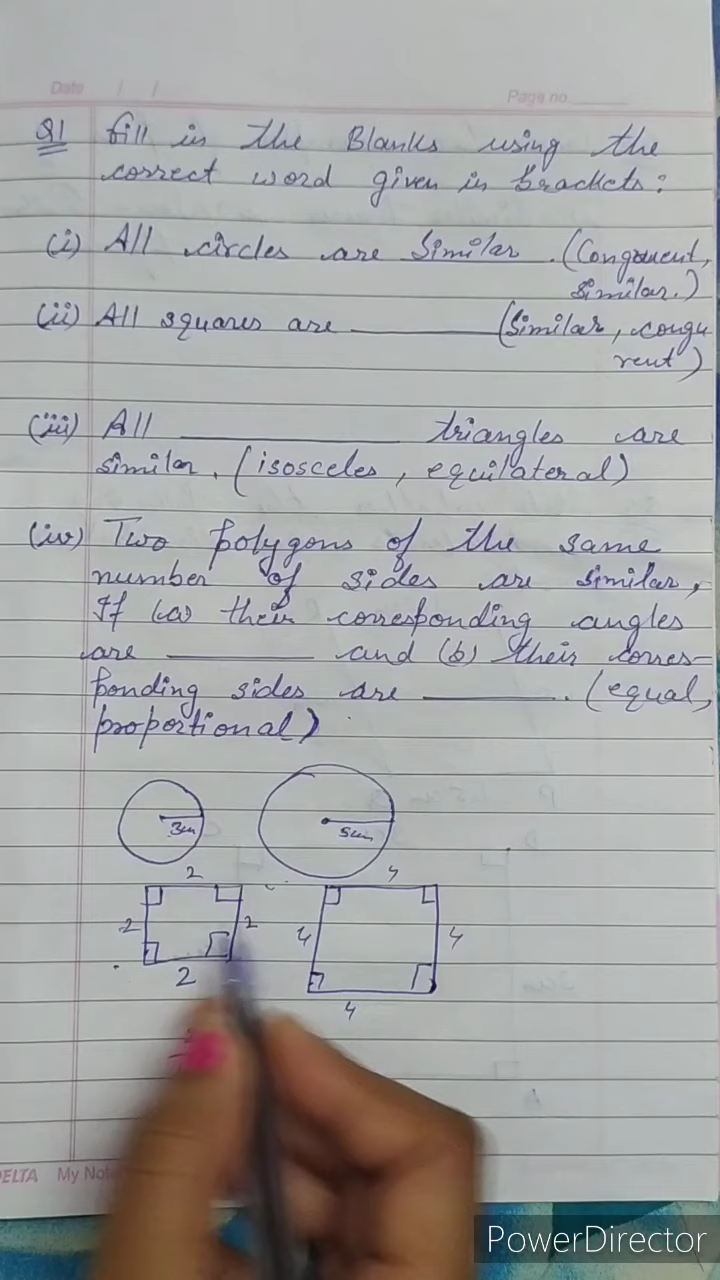 Date / /
Page no.
Q1 fill in the Blanks using the
correct word given in brackets:
(i) All circles are Similar. (Congruent,
similar.)
(ii) All squares are ________ (Similar, congu
rent)
(iii) All ________ triangles are
similar. (isosceles, equilateral)
(iv) Two polygons of the same
number of sides are similar,
If (a) their corresponding angles
are ________ and (b) their corres-
ponding sides are ________. (equal,
proportional)
3cm
5cm
2 4
2 2 4 4
2
4
DELTA My Not
PowerDirector